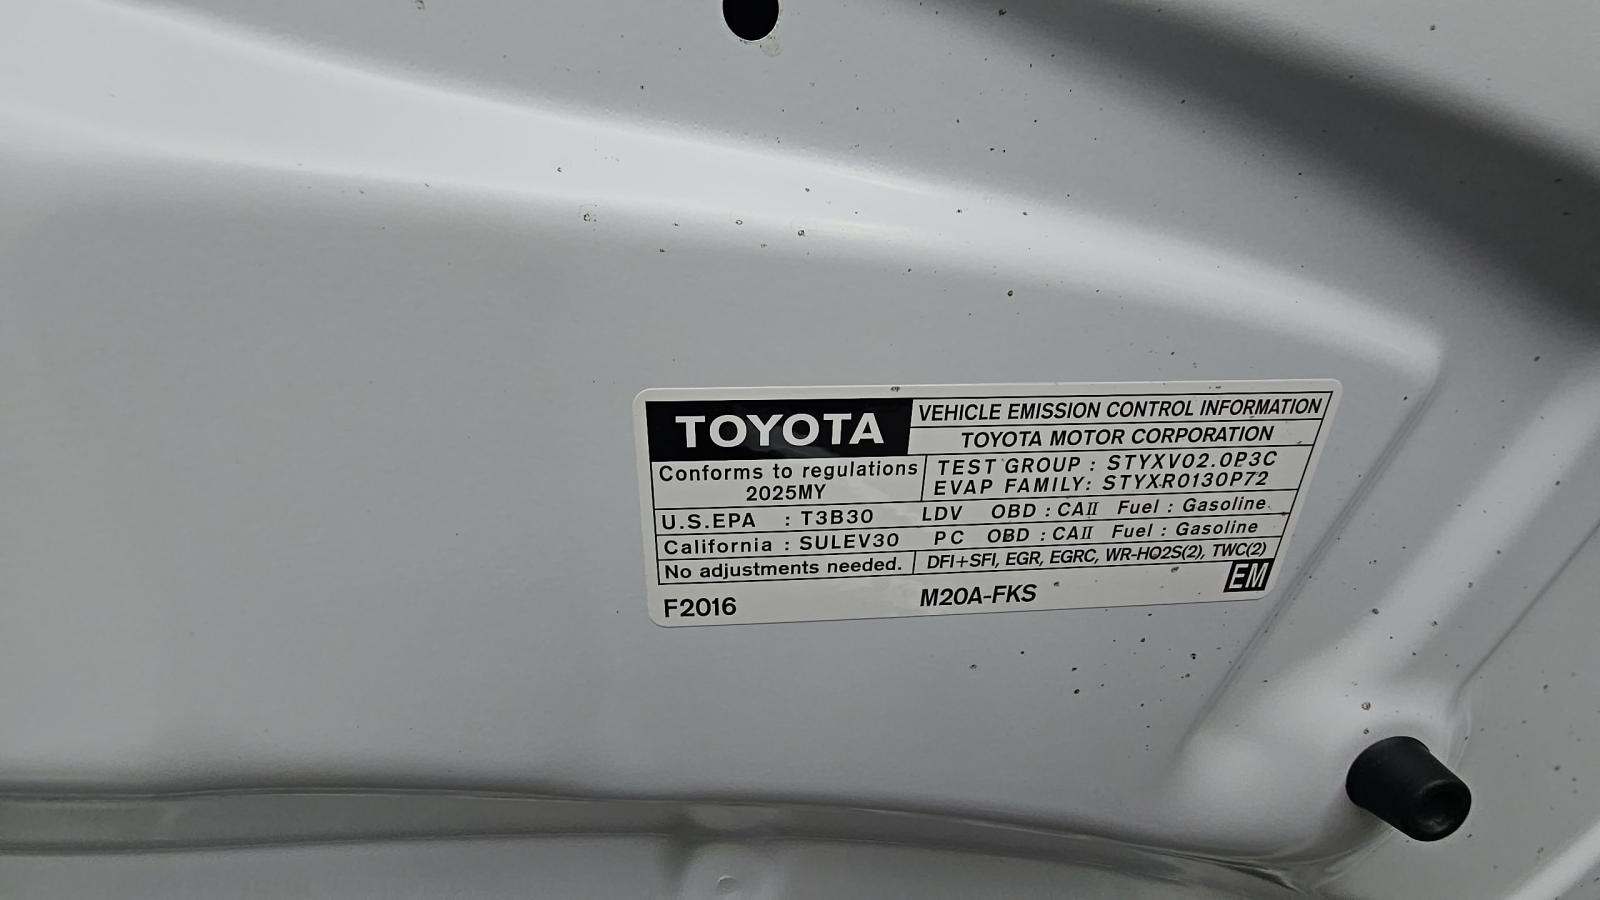 TOYOTA
VEHICLE EMISSION CONTROL INFORMATION
TOYOTA MOTOR CORPORATION
Conforms to regulations
2025MY
TEST GROUP : STYXV02.0P3C
EVAP FAMILY: STYXR0130P72
U.S.EPA : T3B30 LDV OBD : CAII Fuel : Gasoline
California : SULEV30 PC OBD : CAII Fuel : Gasoline
No adjustments needed. DFI+SFI, EGR, EGRC, WR-HO2S(2), TWC(2)
F2016 M20A-FKS EM